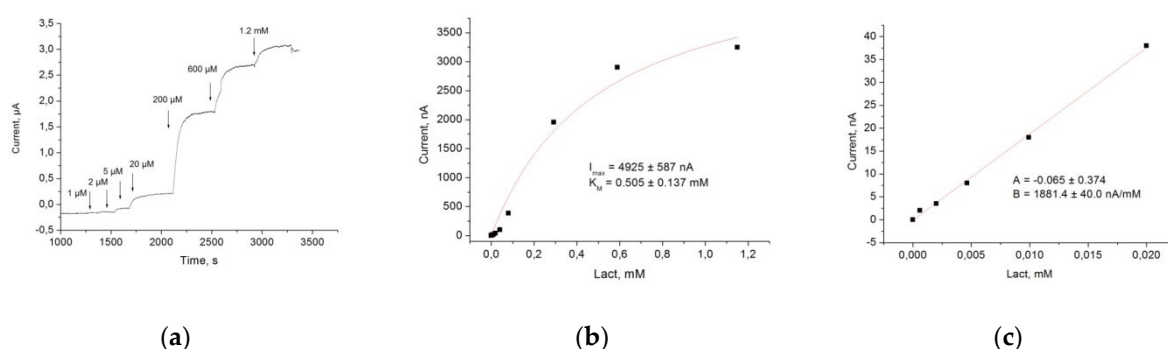 3,5
3,0
2,5
2,0
1,5
1,0
0,5
0,0
-0,5
Current, µA
1 µM
2 µM
5 µM
20 µM
200 µM
600 µM
1.2 mM
1000 1500 2000 2500 3000 3500
Time, s
(a)
3500
3000
2500
2000
1500
1000
500
0
Current, nA
I max = 4925 ± 587 nA
K M = 0.505 ± 0.137 mM
0,0 0,2 0,4 0,6 0,8 1,0 1,2
Lact, mM
(b)
40
35
30
25
20
15
10
5
0
5
Current, nA
A = -0.065 ± 0.374
B = 1881.4 ± 40.0 nA/mM
0,000 0,005 0,010 0,015 0,020
Lact, mM
(c)